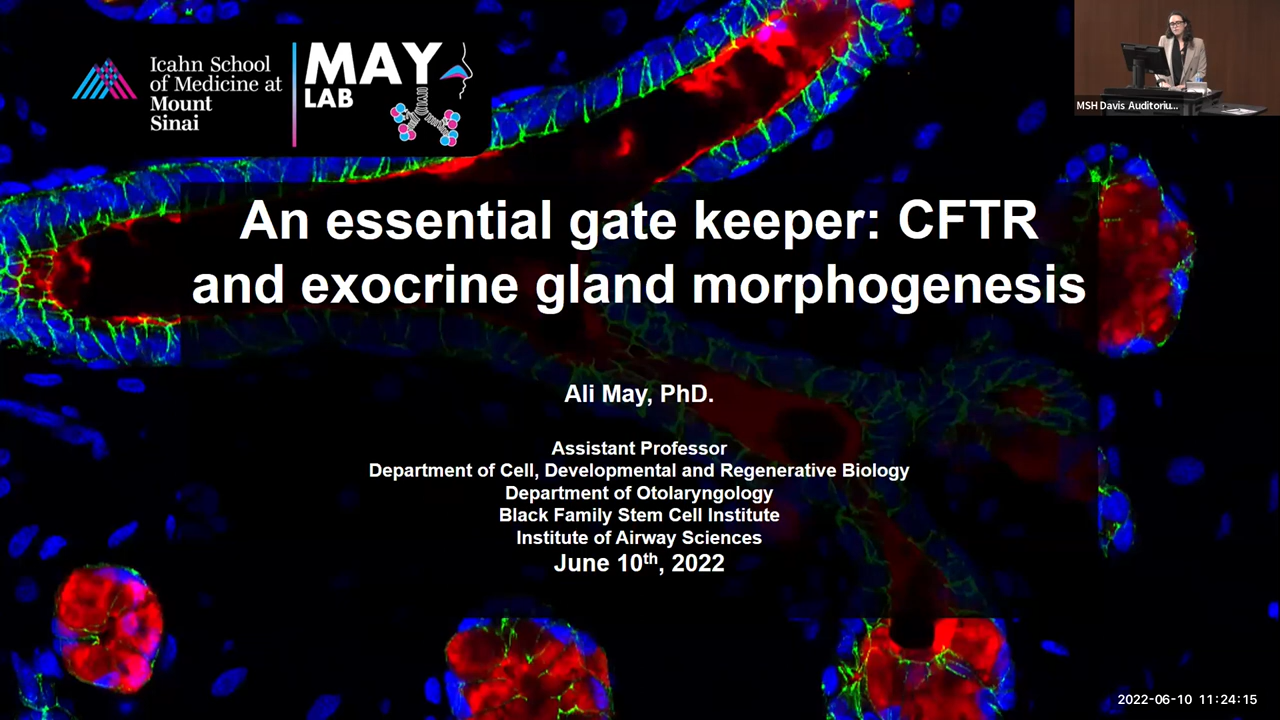 Icahn School
of Medicine at
Mount
Sinai
MAY
LAB
MSH Davis Auditoriu...
An essential gate keeper: CFTR
and exocrine gland morphogenesis
Ali May, PhD.
Assistant Professor
Department of Cell, Developmental and Regenerative Biology
Department of Otolaryngology
Black Family Stem Cell Institute
Institute of Airway Sciences
June 10th, 2022
2022-06-10 11:24:15